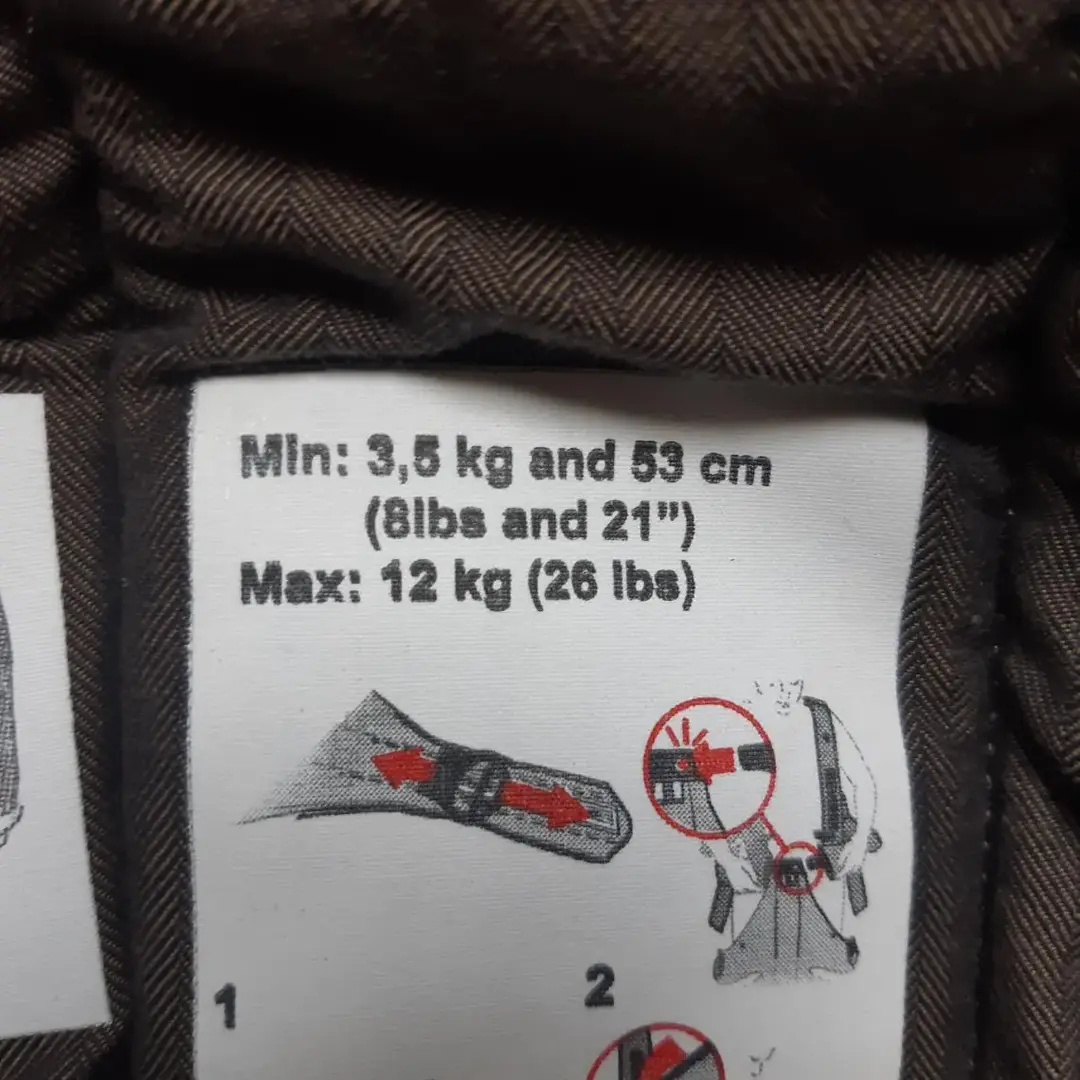 Min: 3,5 kg and 53 cm
(8lbs and 21")
Max: 12 kg (26 lbs)
1
2